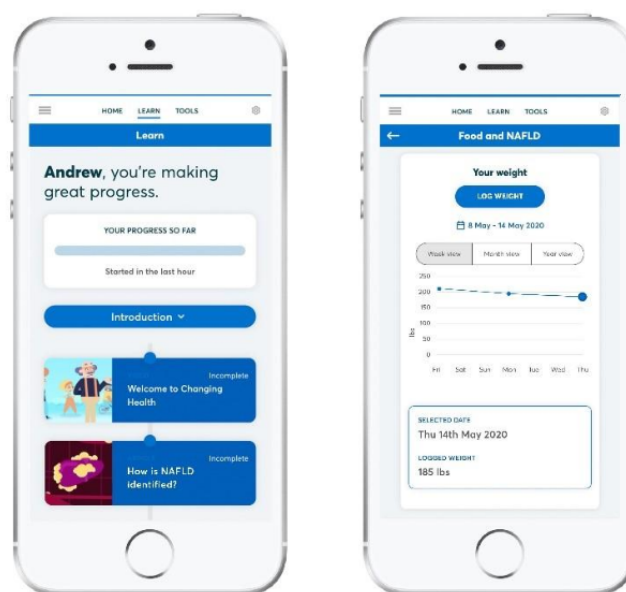 HOME LEARN TOOLS
Learn
Andrew, you're making
great progress.
YOUR PROGRESS SO FAR
Started in the last hour
Introduction
Incomplete
Welcome to Changing
Health
Incomplete
How is NAFLD
identified?
HOME LEARN TOOLS
Food and NAFLD
Your weight
LOG WEIGHT
8 May - 14 May 2020
Week view Month view Year view
250
200
150
100
50
0
lbs
Fri Sat Sun Mon Tue Wed Thu
SELECTED DATE
Thu 14th May 2020
LOGGED WEIGHT
185 lbs